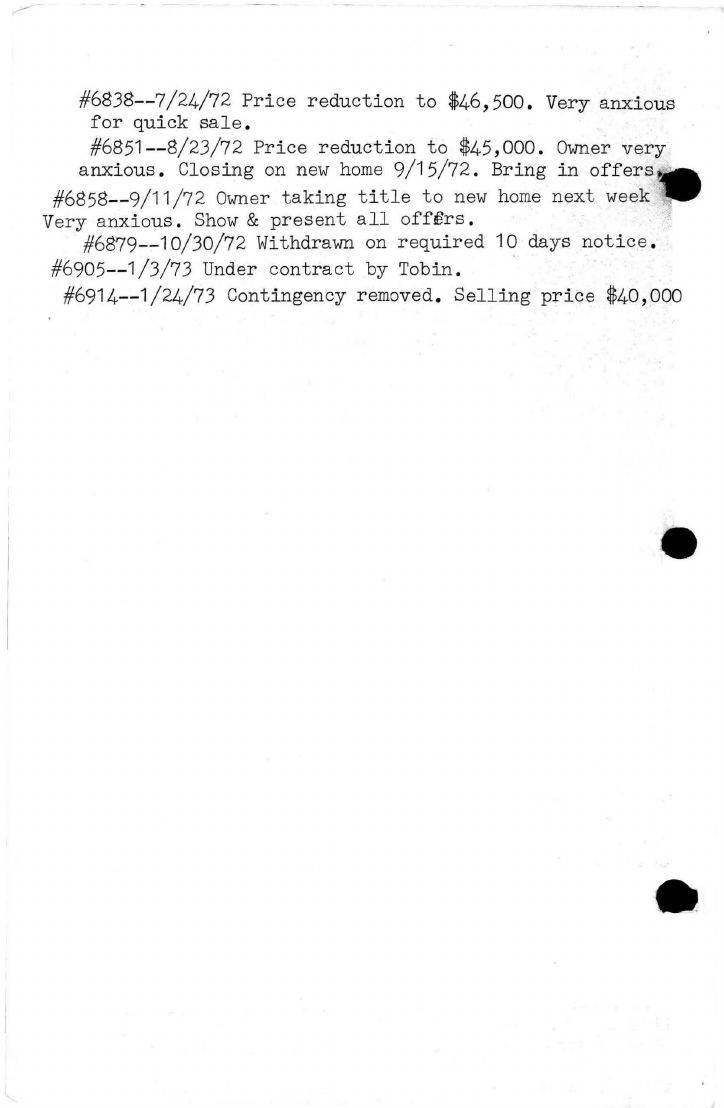 #6838--7/24/72 Price reduction to $46,500. Very anxious
for quick sale.
#6851--8/23/72 Price reduction to $45,000. Owner very
anxious. Closing on new home 9/15/72. Bring in offers.
#6858--9/11/72 Owner taking title to new home next week
Very anxious. Show & present all offers.
#6879--10/30/72 Withdrawn on required 10 days notice.
#6905--1/3/73 Under contract by Tobin.
#6914--1/24/73 Contingency removed. Selling price $40,000